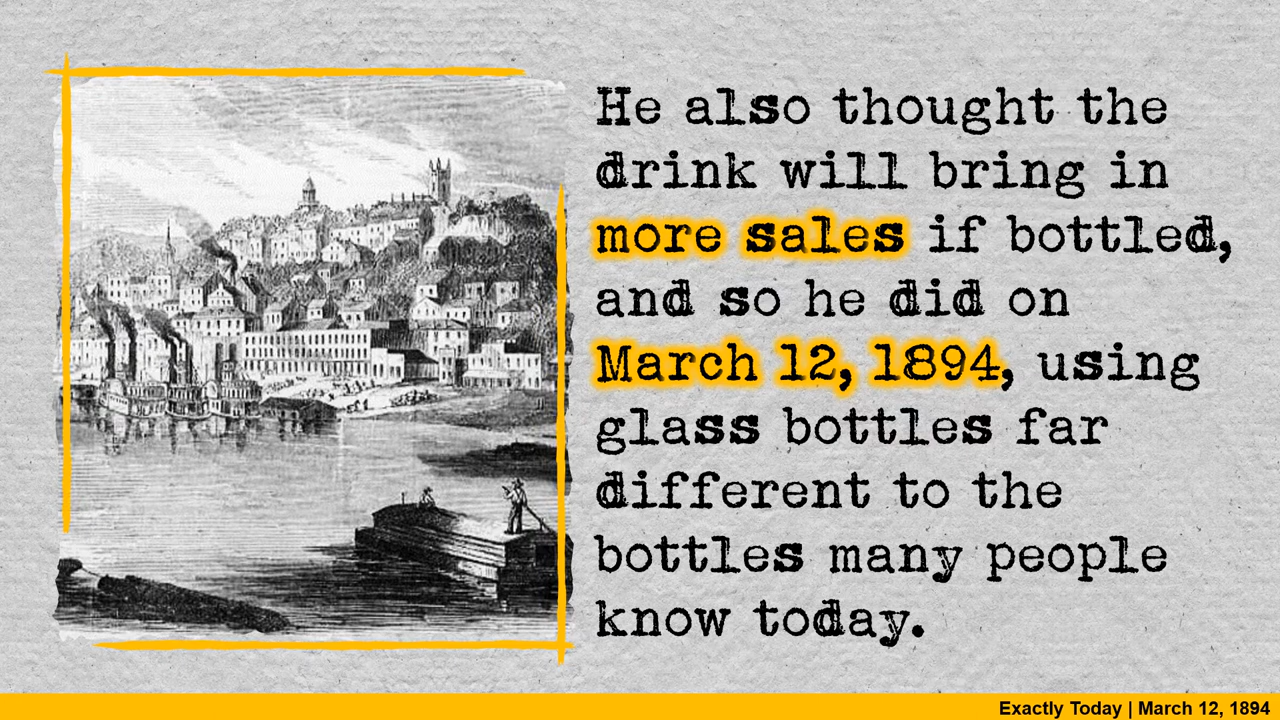 He also thought the
drink will bring in
more sales if bottled,
and so he did on
March 12, 1894, using
glass bottles far
different to the
bottles many people
know today.
Exactly Today | March 12, 1894